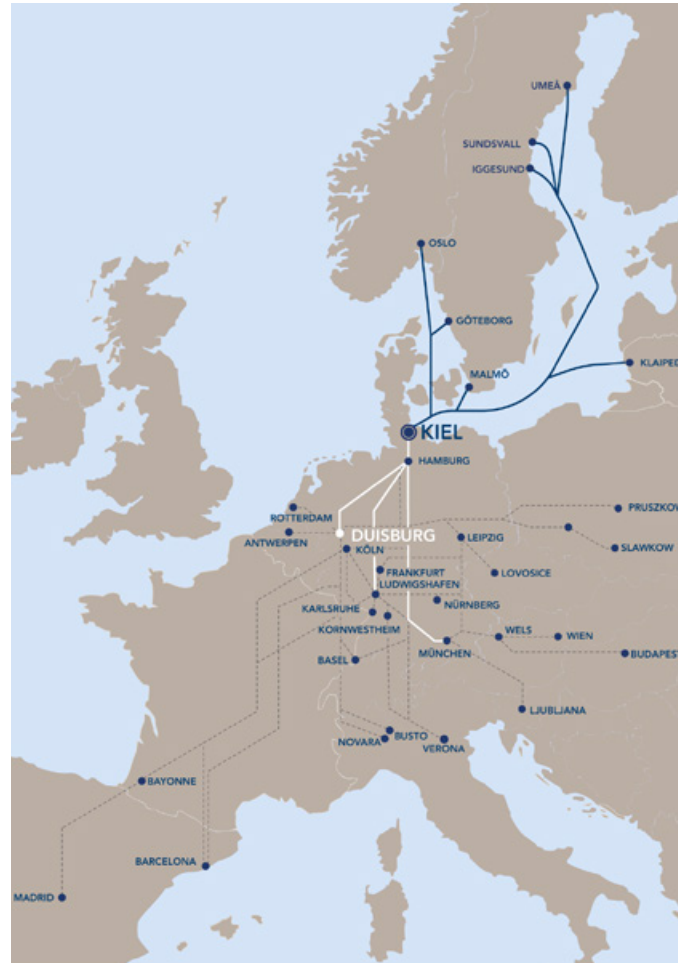 UMEÅ
SUNDSVALL
IGGESUND
OSLO
GÖTEBORG
MALMÖ
KLAIPED
KIEL
HAMBURG
ROTTERDAM
PRUSZKOW
ANTWERPEN
DUISBURG
LEIPZIG
SLAWKOW
KÖLN
FRANKFURT
LOVOSICE
LUDWIGSHAFEN
NÜRNBERG
KARLSRUHE
KORNWESTHEIM
WELS
WIEN
MÜNCHEN
BUDAPEST
BASEL
LJUBLJANA
BUSTO
NOVARA
VERONA
BAYONNE
BARCELONA
MADRID